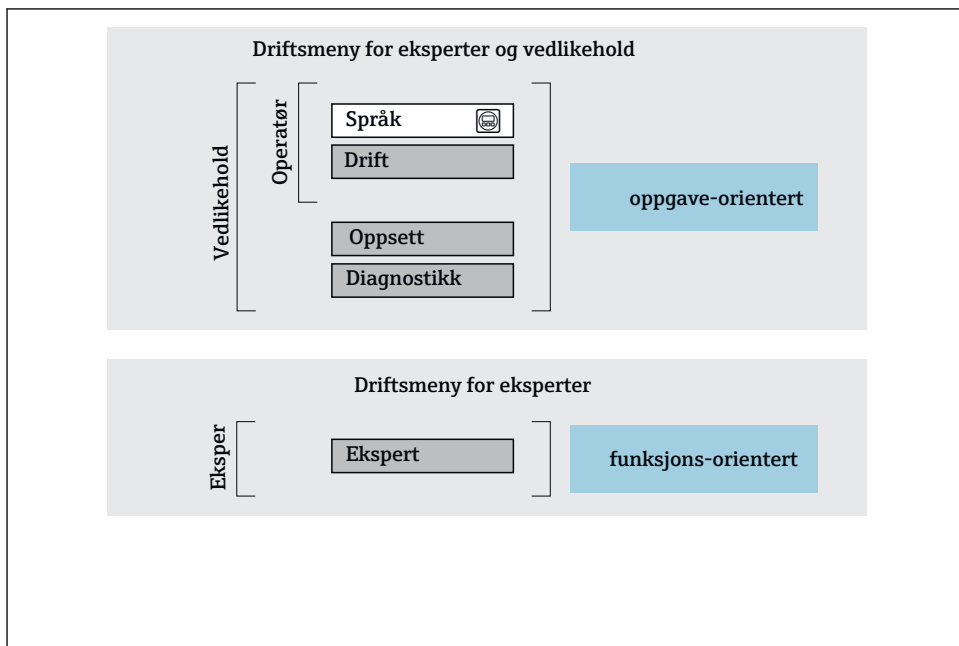 Driftsmeny for eksperter og vedlikehold
Vedlikehold
Operatør
Språk
Drift
Oppsett
Diagnostikk
oppgave-orientert
Driftsmeny for eksperter
Eksper
Ekspert
funksjons-orientert